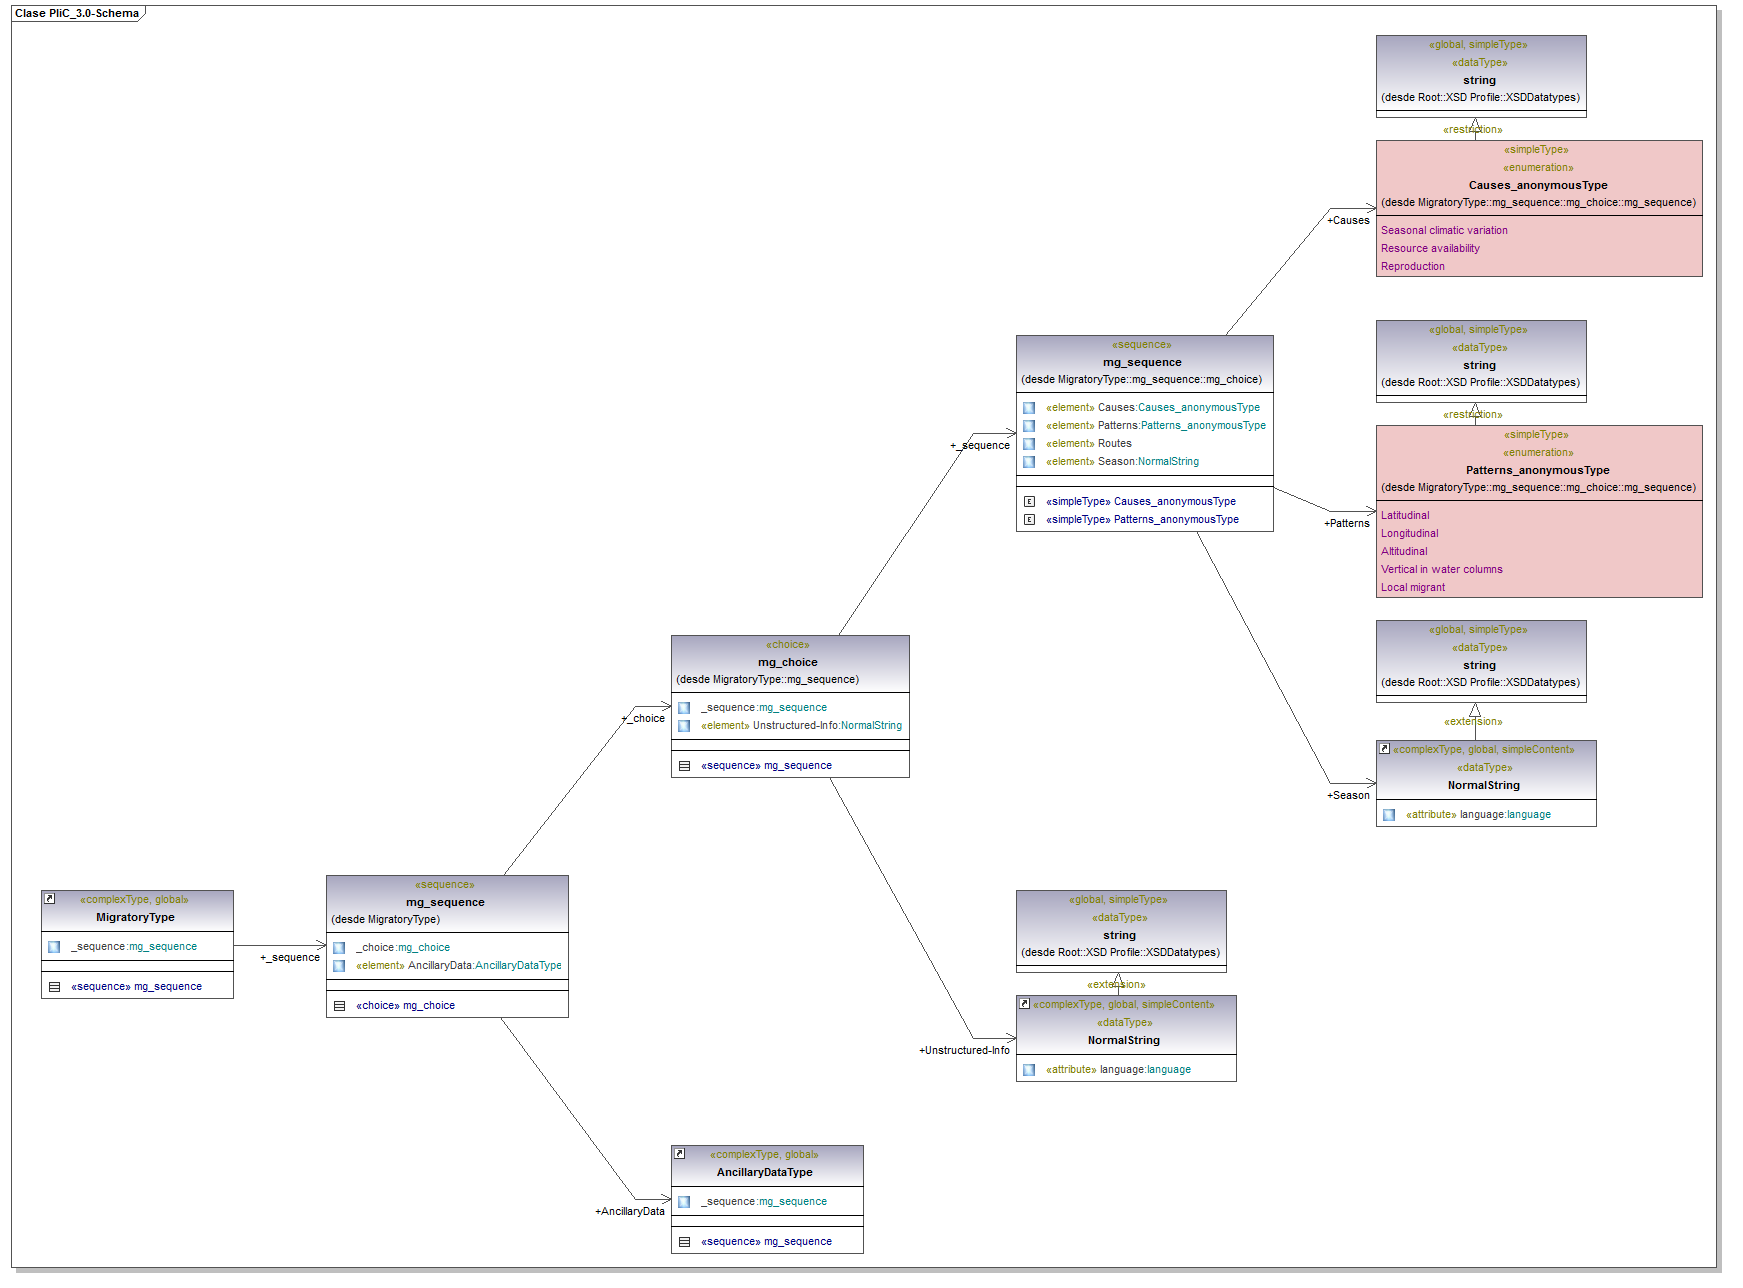 Clase PliC_3.0-Schema
«complexType, global»
MigratoryType
_sequence:mg_sequence
«sequence» mg_sequence
+_sequence
«sequence»
mg_sequence
(desde MigratoryType)
_choice:mg_choice
«element» AncillaryData:AncillaryDataType
«choice» mg_choice
+_choice
+AncillaryData
«choice»
mg_choice
(desde MigratoryType::mg_sequence)
_sequence:mg_sequence
«element» Unstructured-Info:NormalString
«sequence» mg_sequence
«complexType, global»
AncillaryDataType
_sequence:mg_sequence
«sequence» mg_sequence
+_sequence
+Unstructured-Info
«sequence»
mg_sequence
(desde MigratoryType::mg_sequence::mg_choice)
«element» Causes:Causes_anonymousType
«element» Patterns:Patterns_anonymousType
«element» Routes
«element» Season:NormalString
«simpleType» Causes_anonymousType
«simpleType» Patterns_anonymousType
«global, simpleType»
«dataType»
string
(desde Root::XSD Profile::XSDDatatypes)
«extension»
«complexType, global, simpleContent»
«dataType»
NormalString
«attribute» language:language
+Causes
+Patterns
+Season
«global, simpleType»
«dataType»
string
(desde Root::XSD Profile::XSDDatatypes)
«restriction»
«simpleType»
«enumeration»
Causes_anonymousType
(desde MigratoryType::mg_sequence::mg_choice::mg_sequence)
Seasonal climatic variation
Resource availability
Reproduction
«global, simpleType»
«dataType»
string
(desde Root::XSD Profile::XSDDatatypes)
«restriction»
«simpleType»
«enumeration»
Patterns_anonymousType
(desde MigratoryType::mg_sequence::mg_choice::mg_sequence)
Latitudinal
Longitudinal
Altitudinal
Vertical in water columns
Local migrant
«global, simpleType»
«dataType»
string
(desde Root::XSD Profile::XSDDatatypes)
«extension»
«complexType, global, simpleContent»
«dataType»
NormalString
«attribute» language:language